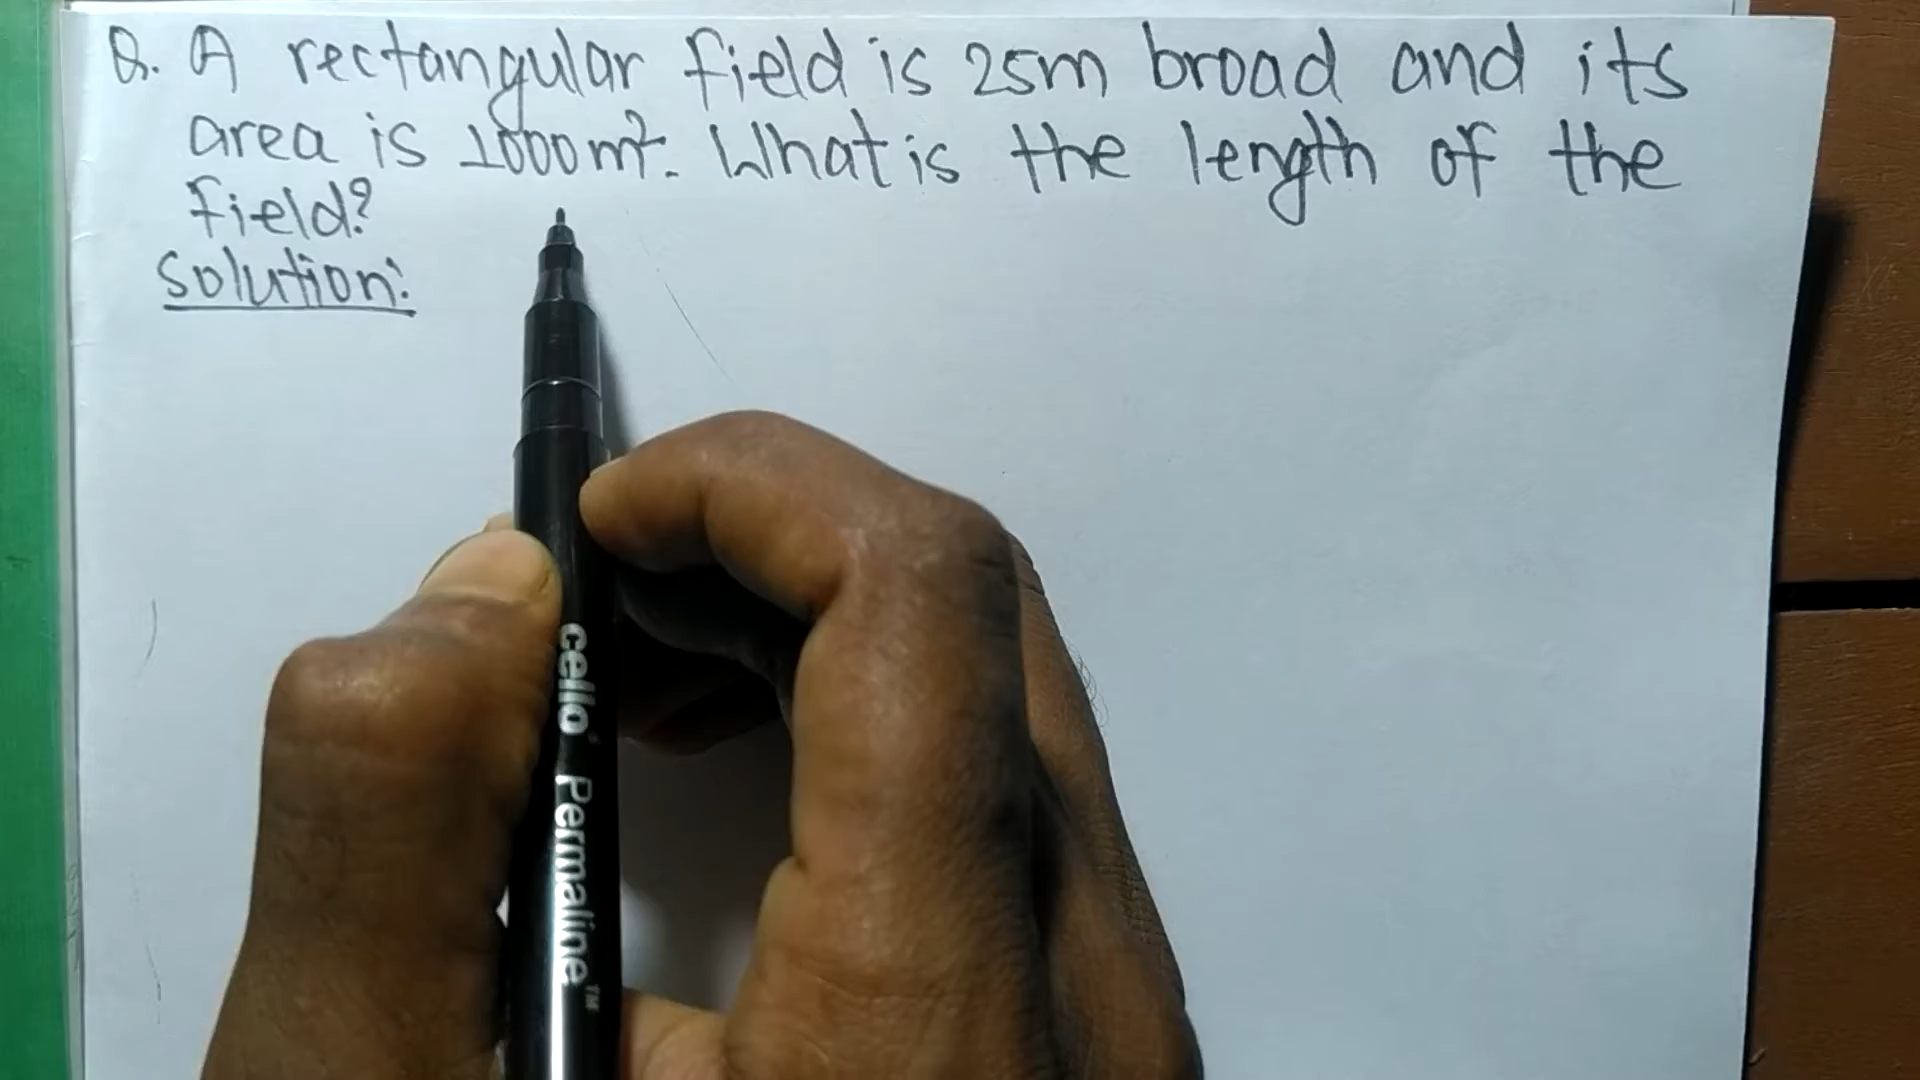 Q. A rectangular field is 25m broad and its
area is 1000m². What is the length of the
field?
Solution:
cello Permaline™